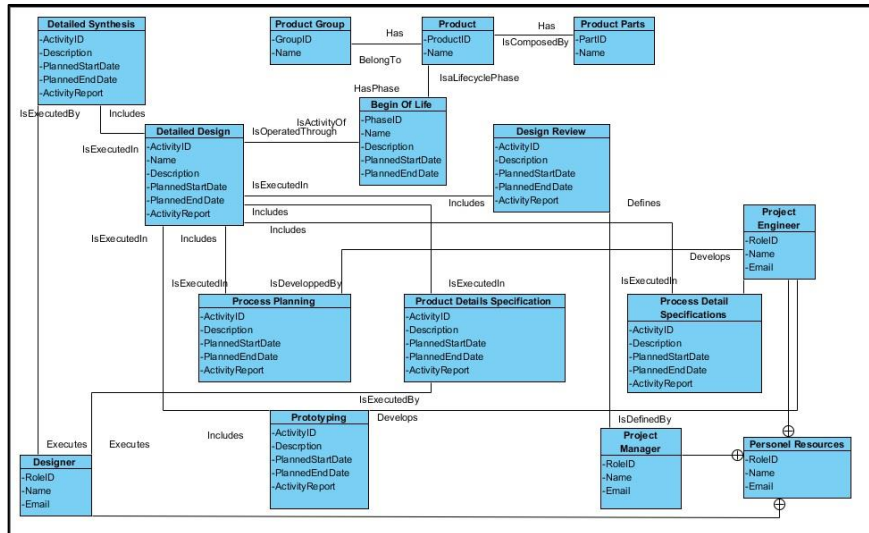 Detailed Synthesis
-ActivityID
-Description
-PlannedStartDate
-PlannedEndDate
-ActivityReport
Product Group
-GroupID
-Name
Has
BelongTo
Product
-ProductID
-Name
Has
IsComposedBy
Product Parts
-PartID
-Name
IsaLifecyclePhase
HasPhase
IsExecutedBy
Includes
IsExecutedIn
Detailed Design
-ActivityID
-Name
-Description
-PlannedStartDate
-PlannedEndDate
-ActivityReport
IsActivityOf
IsOperatedThrough
Begin Of Life
-PhaseID
-Name
-Description
-PlannedStartDate
-PlannedEndDate
Design Review
-ActivityID
-Description
-PlannedStartDate
-PlannedEndDate
-ActivityReport
IsExecutedIn
Includes
Includes
Includes
Defines
Project
Engineer
-RoleID
-Name
-Email
IsExecutedIn
Includes
Develops
IsExecutedIn
IsDeveloppedBy
IsExecutedIn
IsExecutedIn
Process Planning
-ActivityID
-Description
-PlannedStartDate
-PlannedEndDate
-ActivityReport
Product Details Specification
-ActivityID
-Description
-PlannedStartDate
-PlannedEndDate
-ActivityReport
Process Detail
Specifications
-ActivityID
-Description
-PlannedStartDate
-PlannedEndDate
-ActivityReport
IsExecutedBy
Develops
Includes
Prototyping
-ActivityID
-Descrption
-PlannedStartDate
-PlannedEndDate
-ActivityReport
IsDefinedBy
Executes
Executes
Designer
-RoleID
-Name
-Email
Project
Manager
-RoleID
-Name
-Email
Personel Resources
-RoleID
-Name
-Email